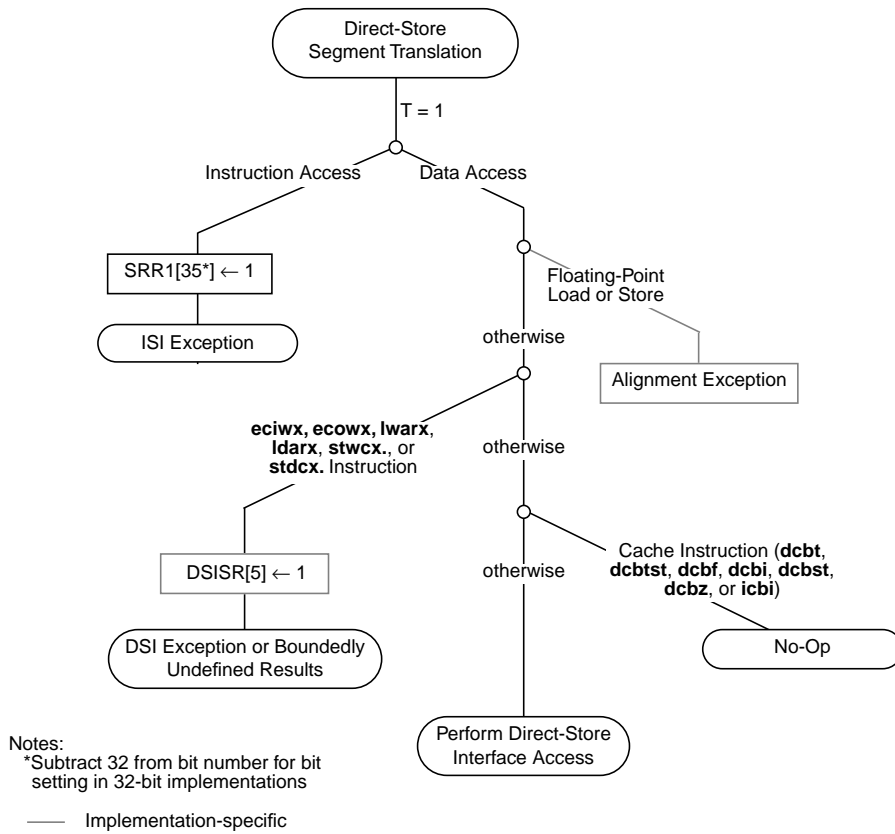 Direct-Store
Segment Translation
T = 1
Instruction Access
Data Access
SRR1[35*] ← 1
ISI Exception
Floating-Point
Load or Store
otherwise
Alignment Exception
eciwx, ecowx, lwarx,
ldarx, stwcx., or
stdcx. Instruction
otherwise
DSISR[5] ← 1
otherwise
Cache Instruction (dcbt,
dcbtst, dcbf, dcbi, dcbst,
dcbz, or icbi)
DSI Exception or Boundedly
Undefined Results
No-Op
Perform Direct-Store
Interface Access
Notes:
*Subtract 32 from bit number for bit
setting in 32-bit implementations
Implementation-specific